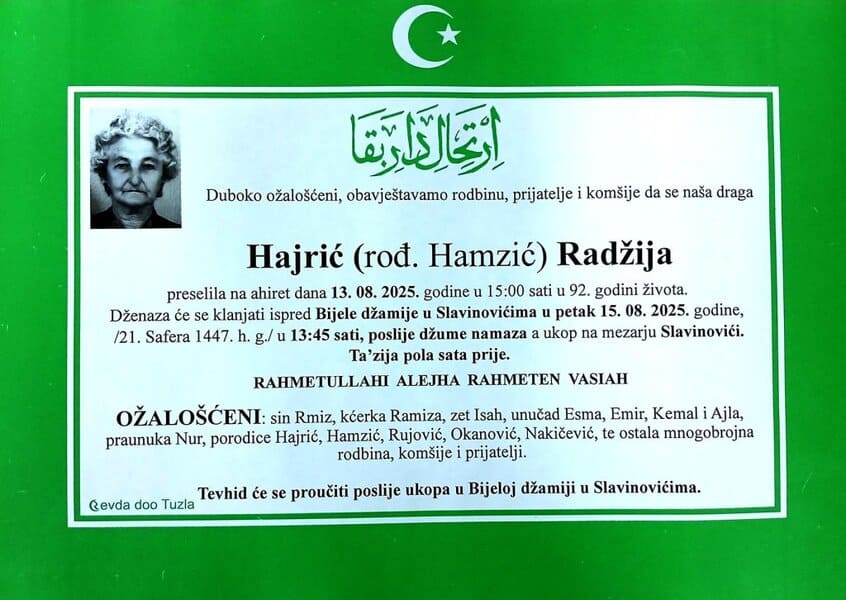 اِرْتِحَالِ دَارِ بَقَا
Duboko ožalošćeni, obavještavamo rodbinu, prijatelje i komšije da se naša draga
Hajrić (rođ. Hamzić) Radžija
preselila na ahiret dana 13. 08. 2025. godine u 15:00 sati u 92. godini života.
Dženaza će se klanjati ispred Bijele džamije u Slavinovićima u petak 15. 08. 2025. godine,
/21. Safera 1447. h. g./ u 13:45 sati, poslije džume namaza a ukop na mezarju Slavinovići.
Ta'zija pola sata prije.
RAHMETULLAHI ALEJHA RAHMETEN VASIAH
OŽALOŠĆENI: sin Rmiz, kćerka Ramiza, zet Isah, unučad Esma, Emir, Kemal i Ajla,
praunuka Nur, porodice Hajrić, Hamzić, Rujović, Okanović, Nakičević, te ostala mnogobrojna
rodbina, komšije i prijatelji.
Tevhid će se proučiti poslije ukopa u Bijeloj džamiji u Slavinovićima.
evda doo Tuzla